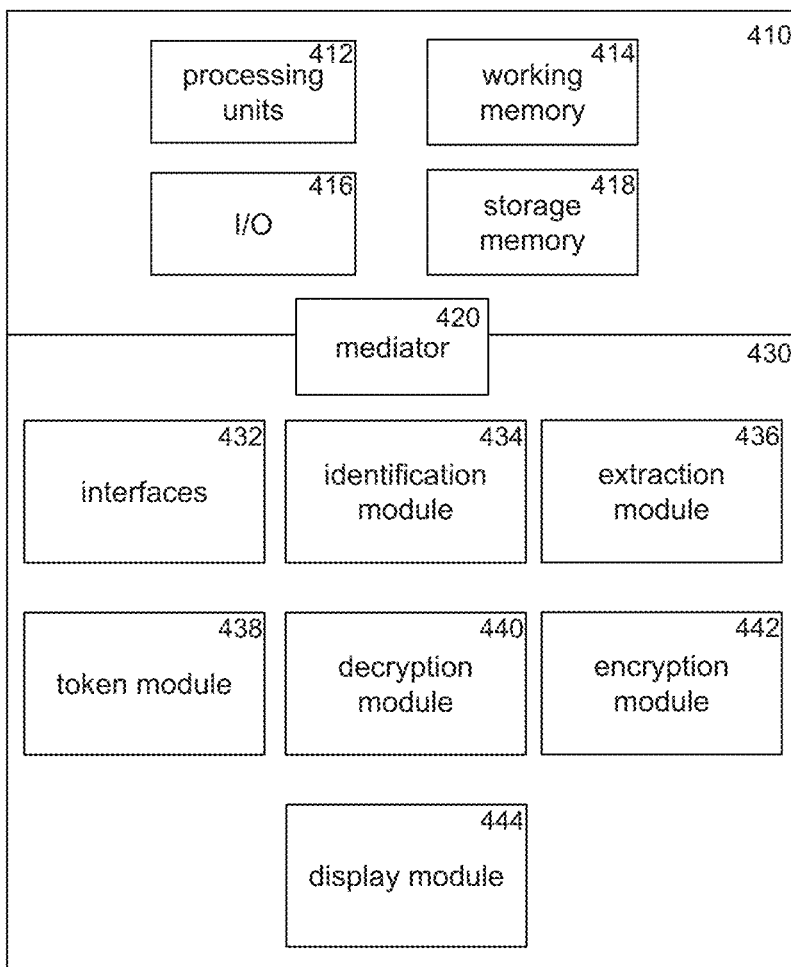 410
412
processing
units
414
working
memory
416
I/O
418
storage
memory
420
mediator
430
432
interfaces
434
identification
module
436
extraction
module
438
token module
440
decryption
module
442
encryption
module
444
display module